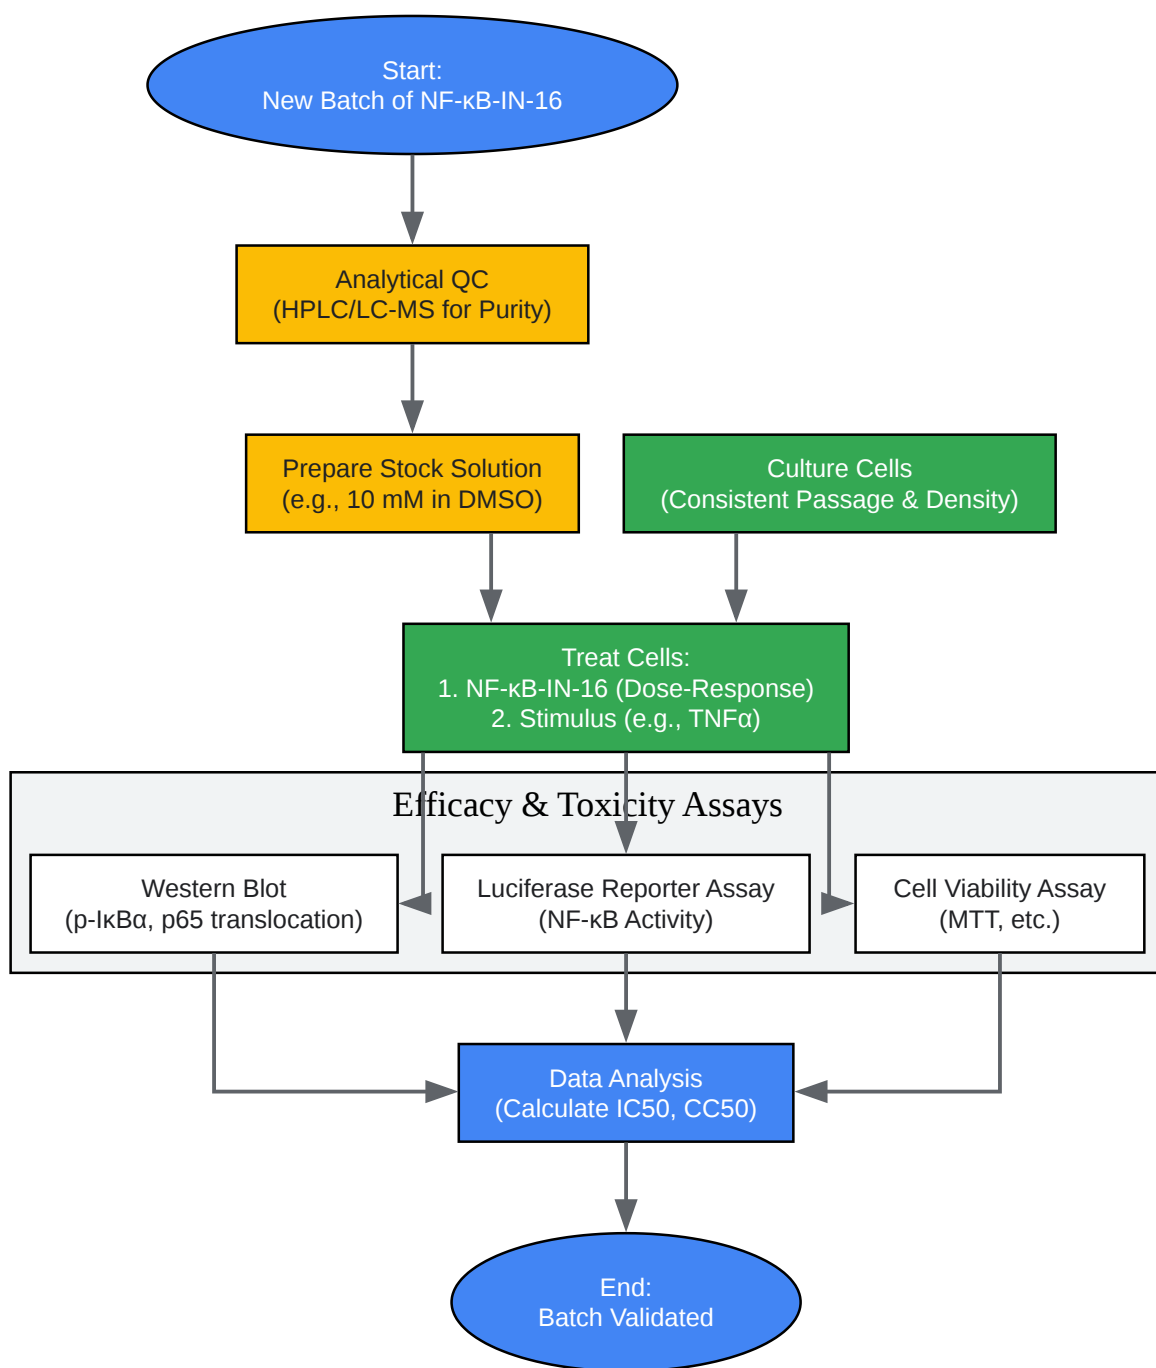 Start:
New Batch of NF-κB-IN-16
Analytical QC
(HPLC/LC-MS for Purity)
Prepare Stock Solution
(e.g., 10 mM in DMSO)
Culture Cells
(Consistent Passage & Density)
Treat Cells:
1. NF-κB-IN-16 (Dose-Response)
2. Stimulus (e.g., TNFα)
Efficacy & Toxicity Assays
Western Blot
(p-IκBα, p65 translocation)
Luciferase Reporter Assay
(NF-κB Activity)
Cell Viability Assay
(MTT, etc.)
Data Analysis
(Calculate IC50, CC50)
End:
Batch Validated